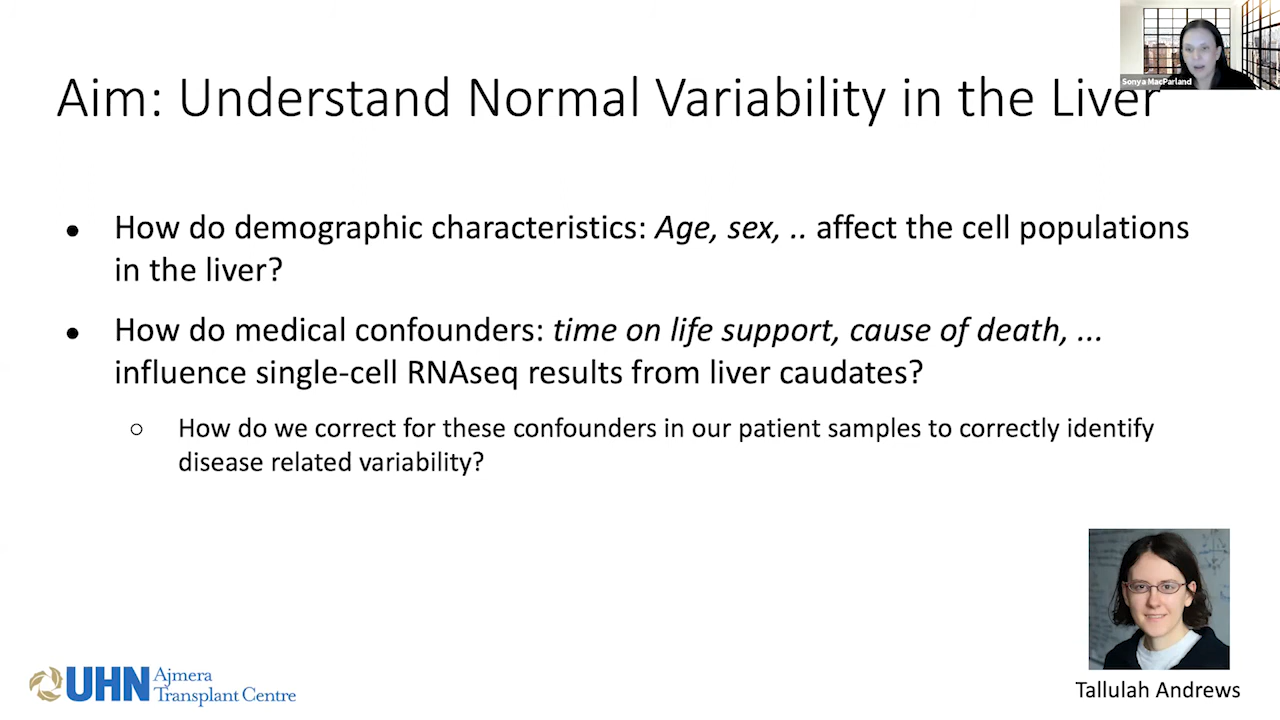 Sonya MacParland
Aim: Understand Normal Variability in the Liver
● How do demographic characteristics: Age, sex, .. affect the cell populations
in the liver?
● How do medical confounders: time on life support, cause of death, ...
influence single-cell RNAseq results from liver caudates?
○ How do we correct for these confounders in our patient samples to correctly identify
disease related variability?
UHN Ajmera
Transplant Centre
Tallulah Andrews